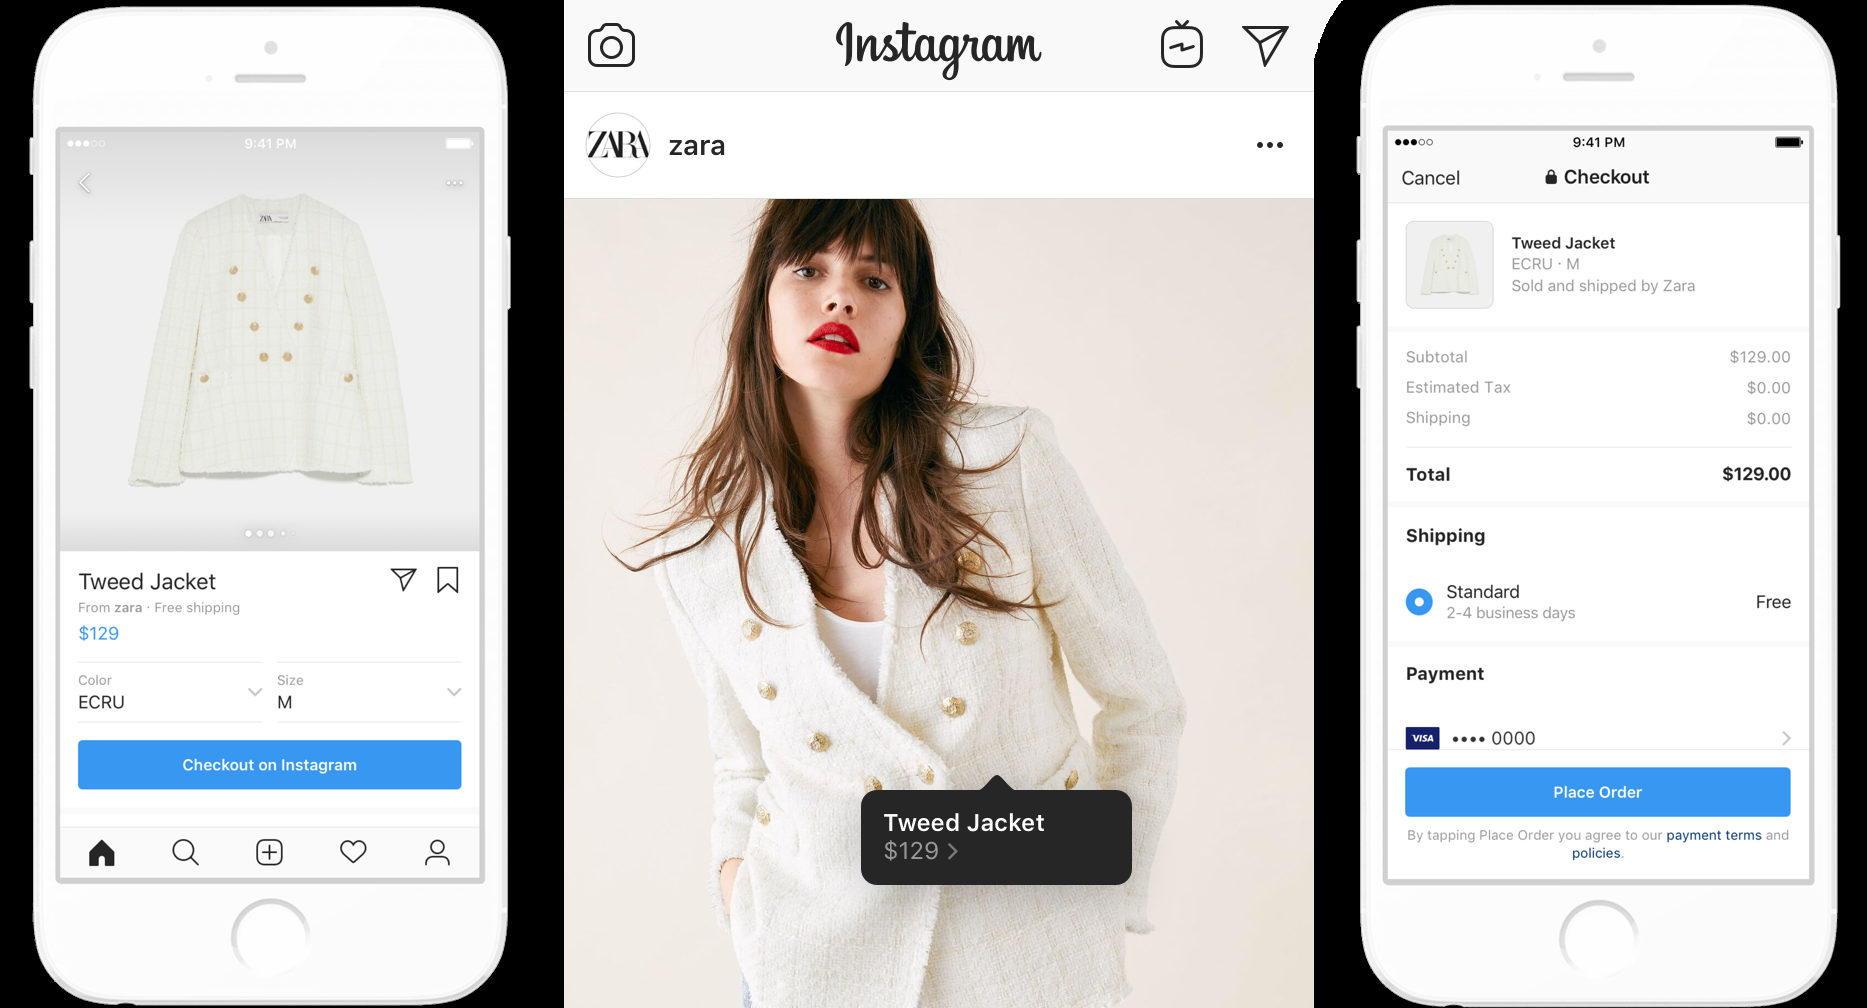 9:41 PM
ZARA
Tweed Jacket
From zara · Free shipping
$129
Color
ECRU
Size
M
Checkout on Instagram
Instagram
ZARA
zara
Tweed Jacket
$129
9:41 PM
Cancel
Checkout
Tweed Jacket
ECRU · M
Sold and shipped by Zara
Subtotal $129.00
Estimated Tax $0.00
Shipping $0.00
Total $129.00
Shipping
Standard
2-4 business days
Free
Payment
VISA •••• 0000
Place Order
By tapping Place Order you agree to our payment terms and
policies.